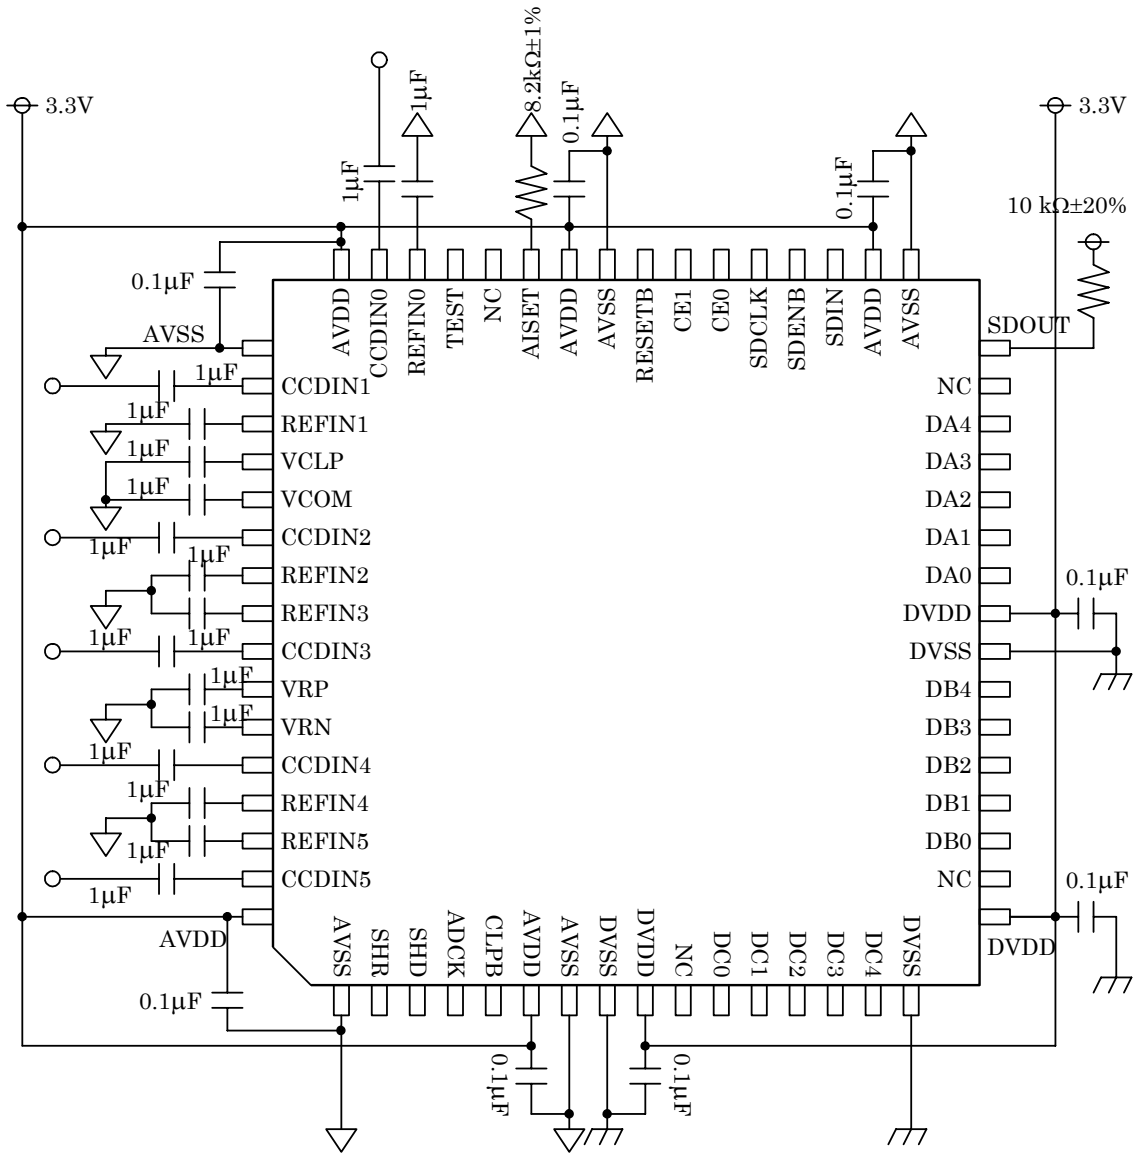 3.3V
1µF
8.2kΩ±1%
0.1µF
3.3V
1µF
0.1µF
10 kΩ±20%
0.1µF
AVDD
CCDIN0
REFIN0
TEST
NC
AISET
AVDD
AVSS
RESETB
CE1
CE0
SDCLK
SDENB
SDIN
AVDD
AVSS
AVSS
SDOUT
1µF
CCDIN1
NC
1µF
REFIN1
DA4
1µF
VCLP
DA3
1µF
VCOM
DA2
CCDIN2
DA1
1µF
1µF
REFIN2
DA0
0.1µF
REFIN3
DVDD
1µF
1µF
CCDIN3
DVSS
1µF
VRP
DB4
1µF
VRN
DB3
1µF
CCDIN4
DB2
1µF
REFIN4
DB1
REFIN5
DB0
1µF
CCDIN5
NC
0.1µF
1µF
AVDD
DVDD
AVSS
SHR
SHD
ADCK
CLPB
AVDD
AVSS
DVSS
DVDD
NC
DC0
DC1
DC2
DC3
DC4
DVSS
0.1µF
0.1µF
0.1µF